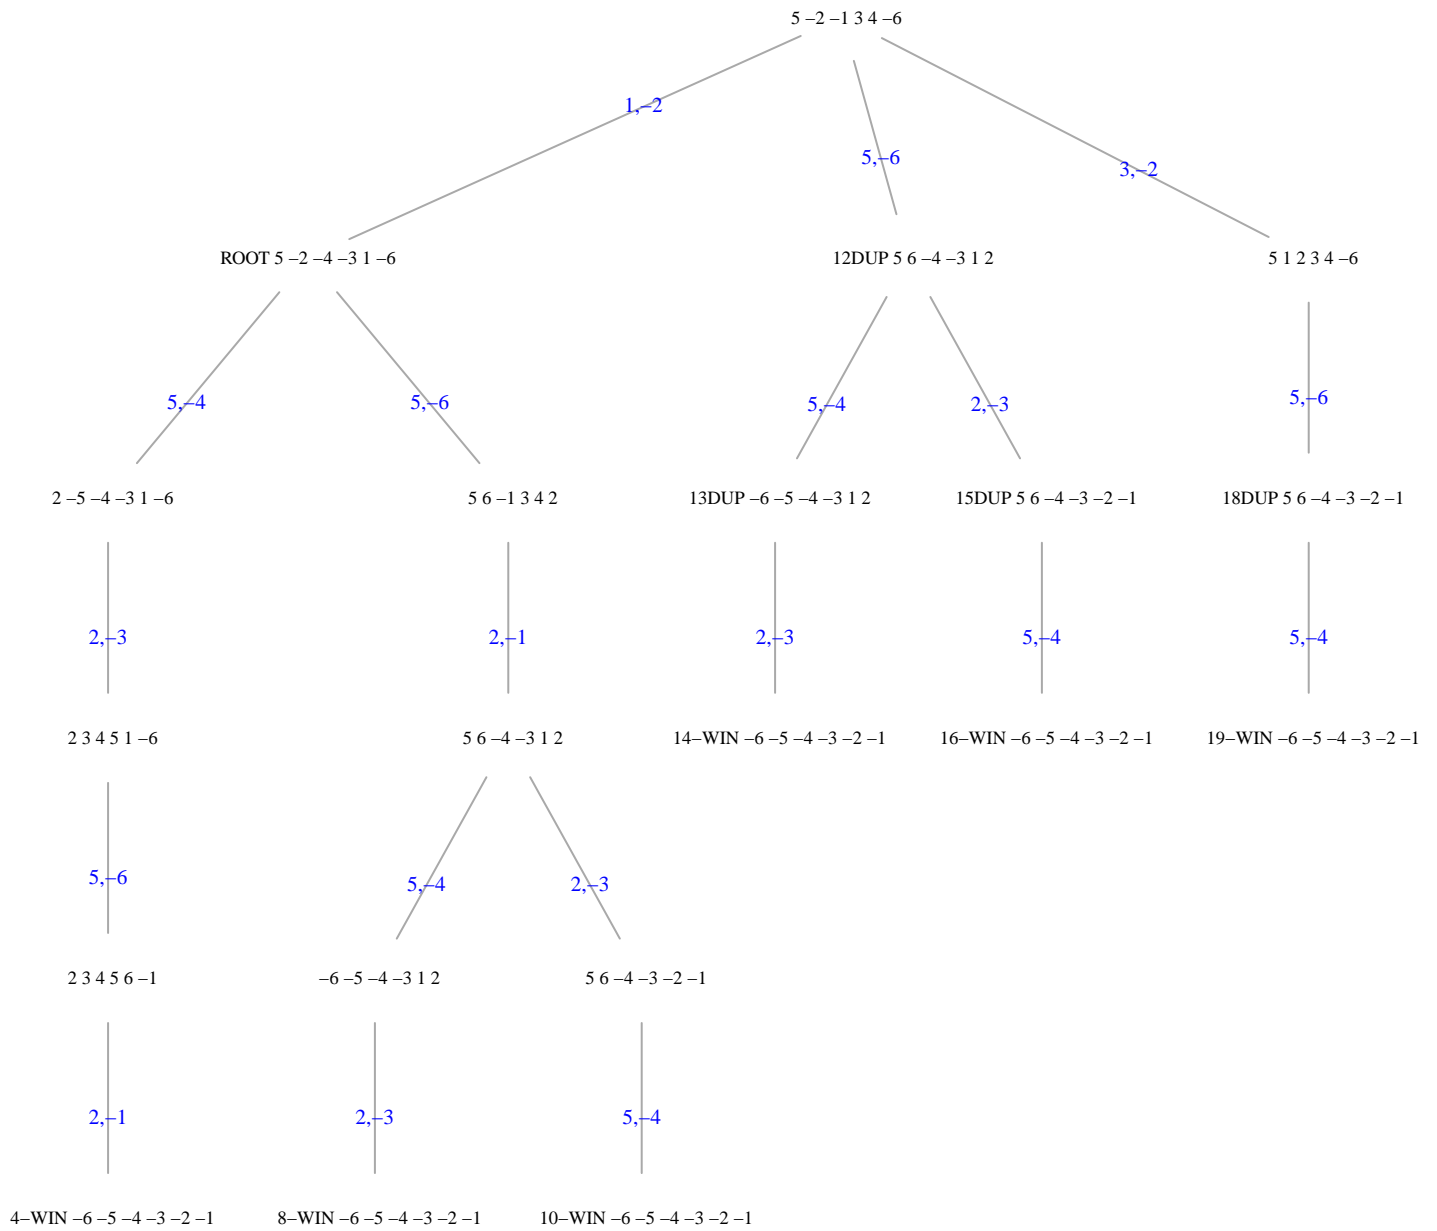 5 –2 –1 3 4 –6
1,–2
5,–6
3,–2
ROOT 5 –2 –4 –3 1 –6
12DUP 5 6 –4 –3 1 2
5 1 2 3 4 –6
5,–4
5,–6
5,–4
2,–3
5,–6
2 –5 –4 –3 1 –6
5 6 –1 3 4 2
13DUP –6 –5 –4 –3 1 2
15DUP 5 6 –4 –3 –2 –1
18DUP 5 6 –4 –3 –2 –1
2,–3
2,–1
2,–3
5,–4
5,–4
2 3 4 5 1 –6
5 6 –4 –3 1 2
14–WIN –6 –5 –4 –3 –2 –1
16–WIN –6 –5 –4 –3 –2 –1
19–WIN –6 –5 –4 –3 –2 –1
5,–6
5,–4
2,–3
2 3 4 5 6 –1
–6 –5 –4 –3 1 2
5 6 –4 –3 –2 –1
2,–1
2,–3
5,–4
4–WIN –6 –5 –4 –3 –2 –1
8–WIN –6 –5 –4 –3 –2 –1
10–WIN –6 –5 –4 –3 –2 –1